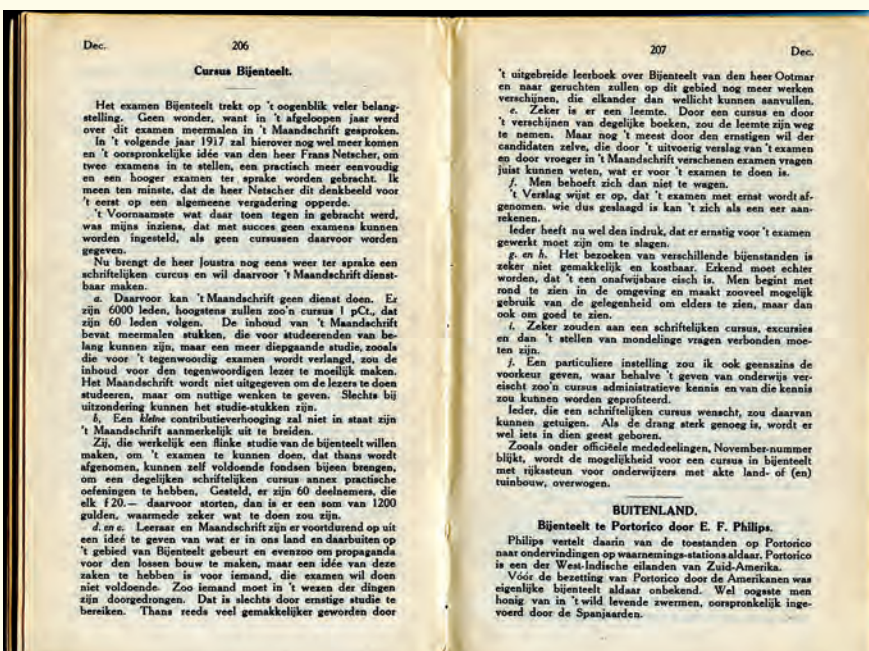 Dec.
206
Cursus Bijenteelt.
Het examen Bijenteelt trekt op 't oogenblik veler belang-
stelling. Geen wonder, want in 't afgeloopen jaar werd
over dit examen meermalen in 't Maandschrift gesproken.
In 't volgende jaar 1917 zal hierover nog wel meer komen
en 't oorspronkelijke idée van den heer Frans Netscher, om
twee examens in te stellen, een practisch meer eenvoudig
en een hooger examen ter sprake worden gebracht. Ik
meen ten minste, dat de heer Netscher dit denkbeeld voor
't eerst op een algemeene vergadering opperde.
't Voornaamste wat daar toen tegen in gebracht werd,
was mijns inziens, dat met succes geen examens kunnen
worden ingesteld, als geen cursussen daarvoor worden
gegeven.
Nu brengt de heer Joustra nog eens weer ter sprake een
schriftelijken curcus en wil daarvoor 't Maandschrift dienst-
baar maken.
a. Daarvoor kan 't Maandschrift geen dienst doen. Er
zijn 6000 leden, hoogstens zullen zoo'n cursus 1 pCt., dat
zijn 60 leden volgen. De inhoud van 't Maandschrift
bevat meermalen stukken, die voor studeerenden van be-
lang kunnen zijn, maar een meer diepgaande studie, zooals
die voor 't tegenwoordig examen wordt verlangd, zou de
inhoud voor den tegenwoordigen lezer te moeilijk maken.
Het Maandschrift wordt niet uitgegeven om de lezers te doen
studeeren, maar om nuttige wenken te geven. Slechts bij
uitzondering kunnen het studie-stukken zijn.
b, Een kleine contributieverhooging zal niet in staat zijn
't Maandschrift aanmerkelijk uit te breiden.
Zij, die werkelijk een flinke studie van de bijenteelt willen
maken, om 't examen te kunnen doen, dat thans wordt
afgenomen, kunnen zelf voldoende fondsen bijeen brengen,
om een degelijken schriftelijken cursus annex practische
oefeningen te hebben, Gesteld, er zijn 60 deelnemers, die
elk f 20.— daarvoor storten, dan is er een som van 1200
gulden, waarmede zeker wat te doen zou zijn.
d. en e. Leeraar en Maandschrift zijn er voortdurend op uit
een ideé te geven van wat er in ons land en daarbuiten op
't gebied van Bijenteelt gebeurt en evenzoo om propaganda
voor den lossen bouw te maken, maar een idée van deze
zaken te hebben is voor iemand, die examen wil doen
niet voldoende. Zoo iemand moet in 't wezen der dingen
zijn doorgedrongen. Dat is slechts door ernstige studie te
bereiken. Thans reeds veel gemakkelijker geworden door
207
Dec.
't uitgebreide leerboek over Bijenteelt van den heer Ootmar
en naar geruchten zullen op dit gebied nog meer werken
verschijnen, die elkander dan wellicht kunnen aanvullen.
e. Zeker is er een leemte. Door een cursus en door
't verschijnen van degelijke boeken, zou de leemte zijn weg
te nemen. Maar nog 't meest door den ernstigen wil der
candidaten zelve, die door 't uitvoerig verslag van 't examen
en door vroeger in 't Maandschrift verschenen examen vragen
juist kunnen weten, wat er voor 't examen te doen is.
f. Men behoeft zich dan niet te wagen.
't Verslag wijst er op, dat 't examen met ernst wordt af-
genomen. wie dus geslaagd is kan 't zich als een eer aan-
rekenen.
Ieder heeft nu wel den indruk, dat er ernstig voor 't examen
gewerkt moet zijn om te slagen.
g. en h. Het bezoeken van verschillende bijenstanden is
zeker niet gemakkelijk en kostbaar. Erkend moet echter
worden, dat 't een onafwijsbare eisch is. Men begint met
rond te zien in de omgeving en maakt zooveel mogelijk
gebruik van de gelegenheid om elders te zien, maar dan
ook om goed te zien.
i. Zeker zouden aan een schriftelijken cursus, excursies
en dan 't stellen van mondelinge vragen verbonden moe-
ten zijn.
j. Een particuliere instelling zou ik ook geenszins de
voorkeur geven, waar behalve 't geven van onderwijs ver-
eischt zoo'n cursus administratieve kennis en van die kennis
zou kunnen worden geprofiteerd.
Ieder, die een schriftelijken cursus wenscht, zou daarvan
kunnen getuigen. Als de drang sterk genoeg is, wordt er
wel iets in dien geest geboren.
Zooals onder officiëele mededeelingen, November-nummer
blijkt, wordt de mogelijkheid voor een cursus in bijenteelt
met rijkssteun voor onderwijzers met akte land- of (en)
tuinbouw, overwogen.
BUITENLAND.
Bijenteelt te Portorico door E. F. Philips.
Philips vertelt daarin van de toestanden op Portorico
naar ondervindingen op waarnemings-stations aldaar. Portorico
is een der West-Indische eilanden van Zuid-Amerika.
Vóór de bezetting van Portorico door de Amerikanen was
eigenlijke bijenteelt aldaar onbekend. Wel oogste men
honig van in 't wild levende zwermen, oorspronkelijk inge-
voerd door de Spanjaarden.